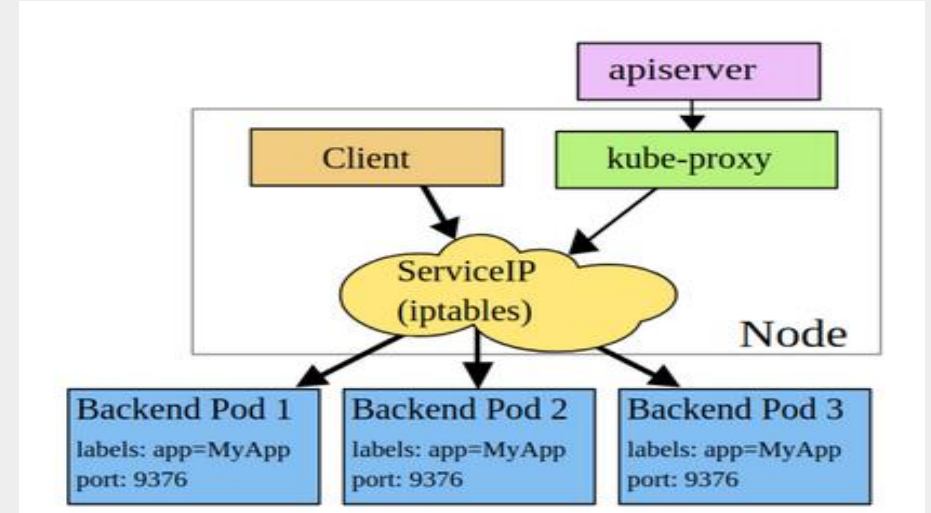 apiserver
Client
kube-proxy
ServiceIP
(iptables)
Node
Backend Pod 1
labels: app=MyApp
port: 9376
Backend Pod 2
labels: app=MyApp
port: 9376
Backend Pod 3
labels: app=MyApp
port: 9376